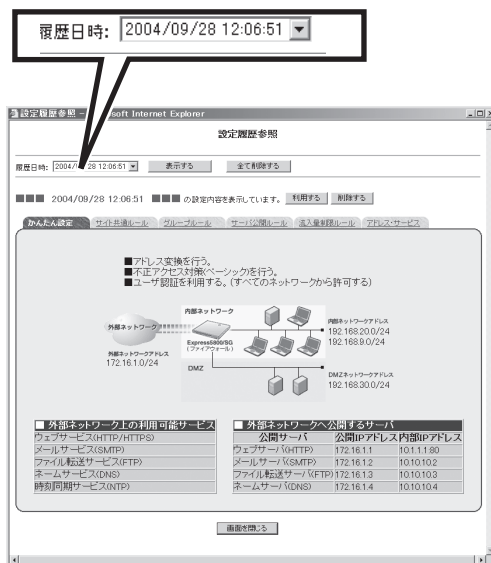 履歴日時: 2004/09/28 12:06:51
設定履歴参照 - soft Internet Explorer
設定履歴参照
履歴日時: 2004/ 28 12:06:51 表示する 全て削除する
■■■ 2004/09/28 12:06:51 ■■■ の設定内容を表示しています。 利用する 削除する
かんたん設定 サイト共通ルール グループルール サーバ公開ルール 流入量制限ルール アドレス・サービス
■アドレス変換を行う。
■不正アクセス対策(ベーシック)を行う。
■ユーザ認証を利用する。(すべてのネットワークから許可する)
内部ネットワーク
外部ネットワーク
内部ネットワークアドレス
192.168.20.0/24
192.168.9.0/24
Express5800/SG
(ファイアウォール)
外部ネットワークアドレス
172.16.1.0/24
DMZ
DMZネットワークアドレス
192.168.30.0/24
■ 外部ネットワーク上の利用可能サービス
ウェブサービス(HTTP/HTTPS)
メールサービス(SMTP)
ファイル転送サービス(FTP)
ネームサービス(DNS)
時刻同期サービス(NTP)
■ 外部ネットワークへ公開するサーバ
公開サーバ 公開IPアドレス 内部IPアドレス
ウェブサーバ(HTTP) 172.16.1.1 10.1.1.1:80
メールサーバ(SMTP) 172.16.1.2 10.10.10.2
ファイル転送サーバ(FTP) 172.16.1.3 10.10.10.3
ネームサーバ(DNS) 172.16.1.4 10.10.10.4
画面を閉じる